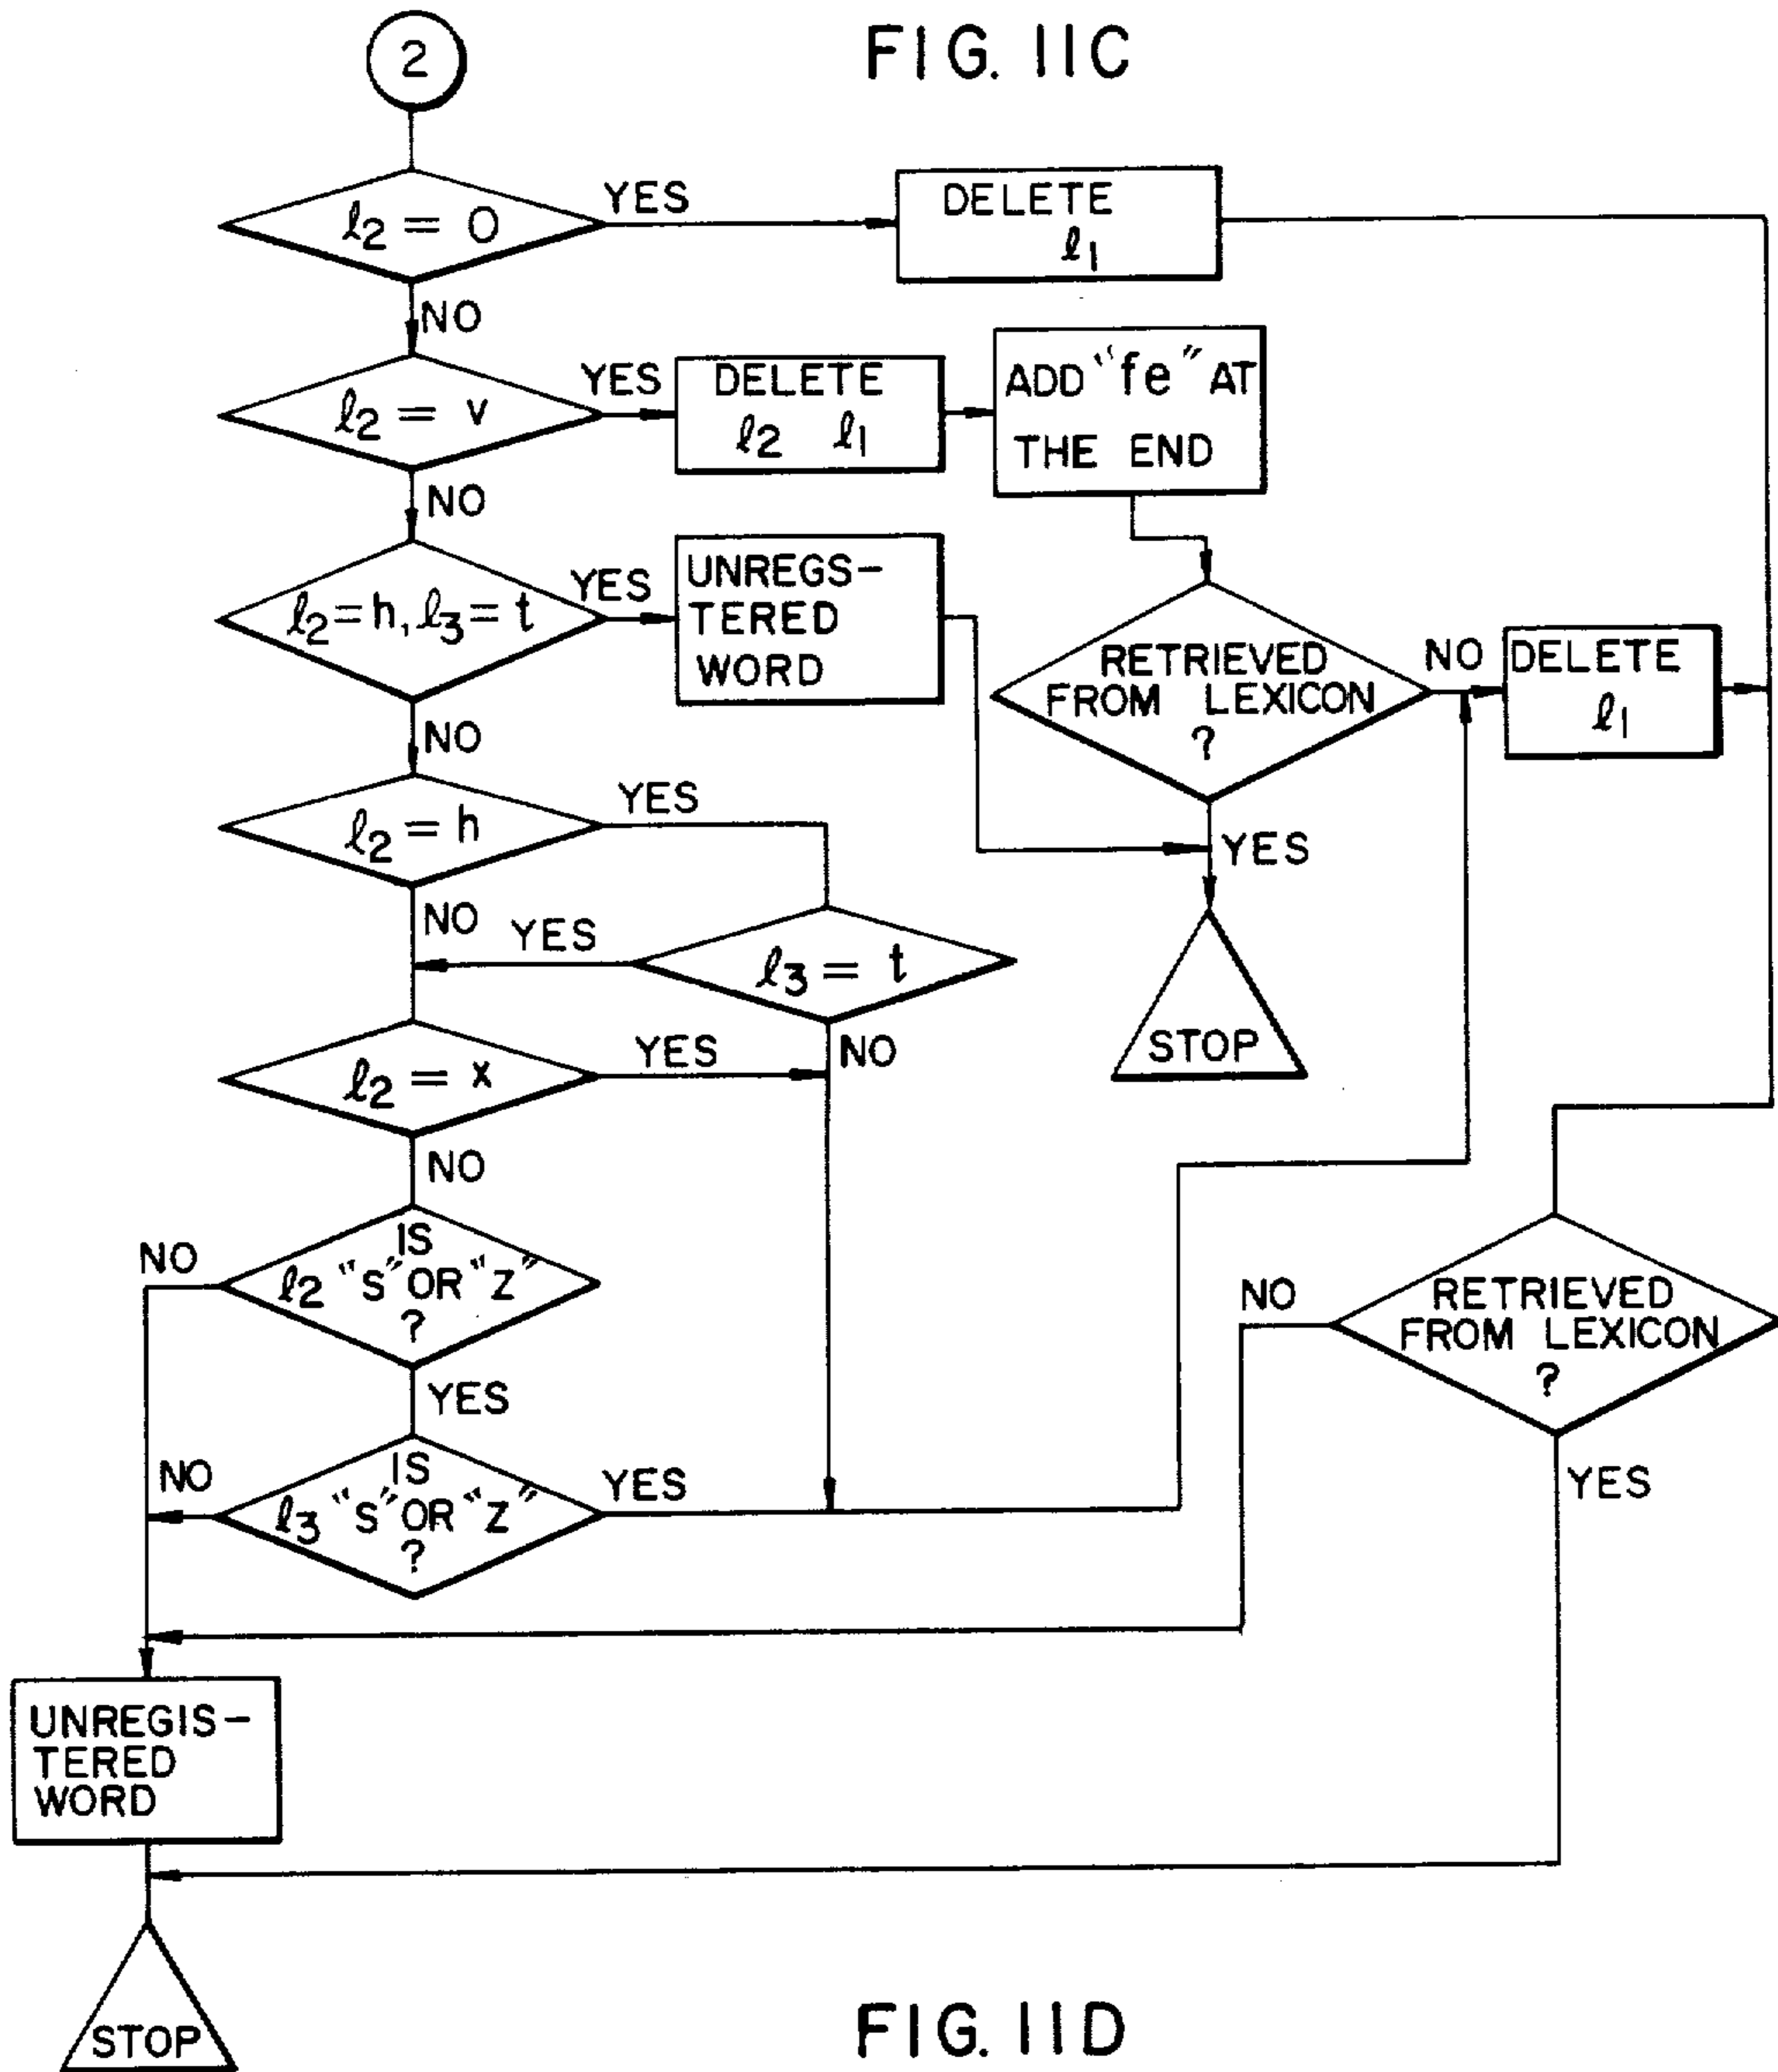 FIG. 11C
2
ℓ2 = O
YES
DELETE
ℓ1
NO
ℓ2 = v
YES
DELETE
ℓ2 ℓ1
ADD "fe" AT
THE END
NO
ℓ2=h, ℓ3=t
YES
UNREGS-
TERED
WORD
RETRIEVED
FROM LEXICON
?
NO
DELETE
ℓ1
NO
ℓ2 = h
YES
YES
NO
YES
ℓ3 = t
STOP
ℓ2 = x
YES
NO
NO
IS
ℓ2 "s" OR "z"
?
NO
NO
RETRIEVED
FROM LEXICON
?
YES
YES
IS
ℓ3 "s" OR "z"
?
NO
YES
UNREGIS-
TERED
WORD
STOP
FIG. 11D